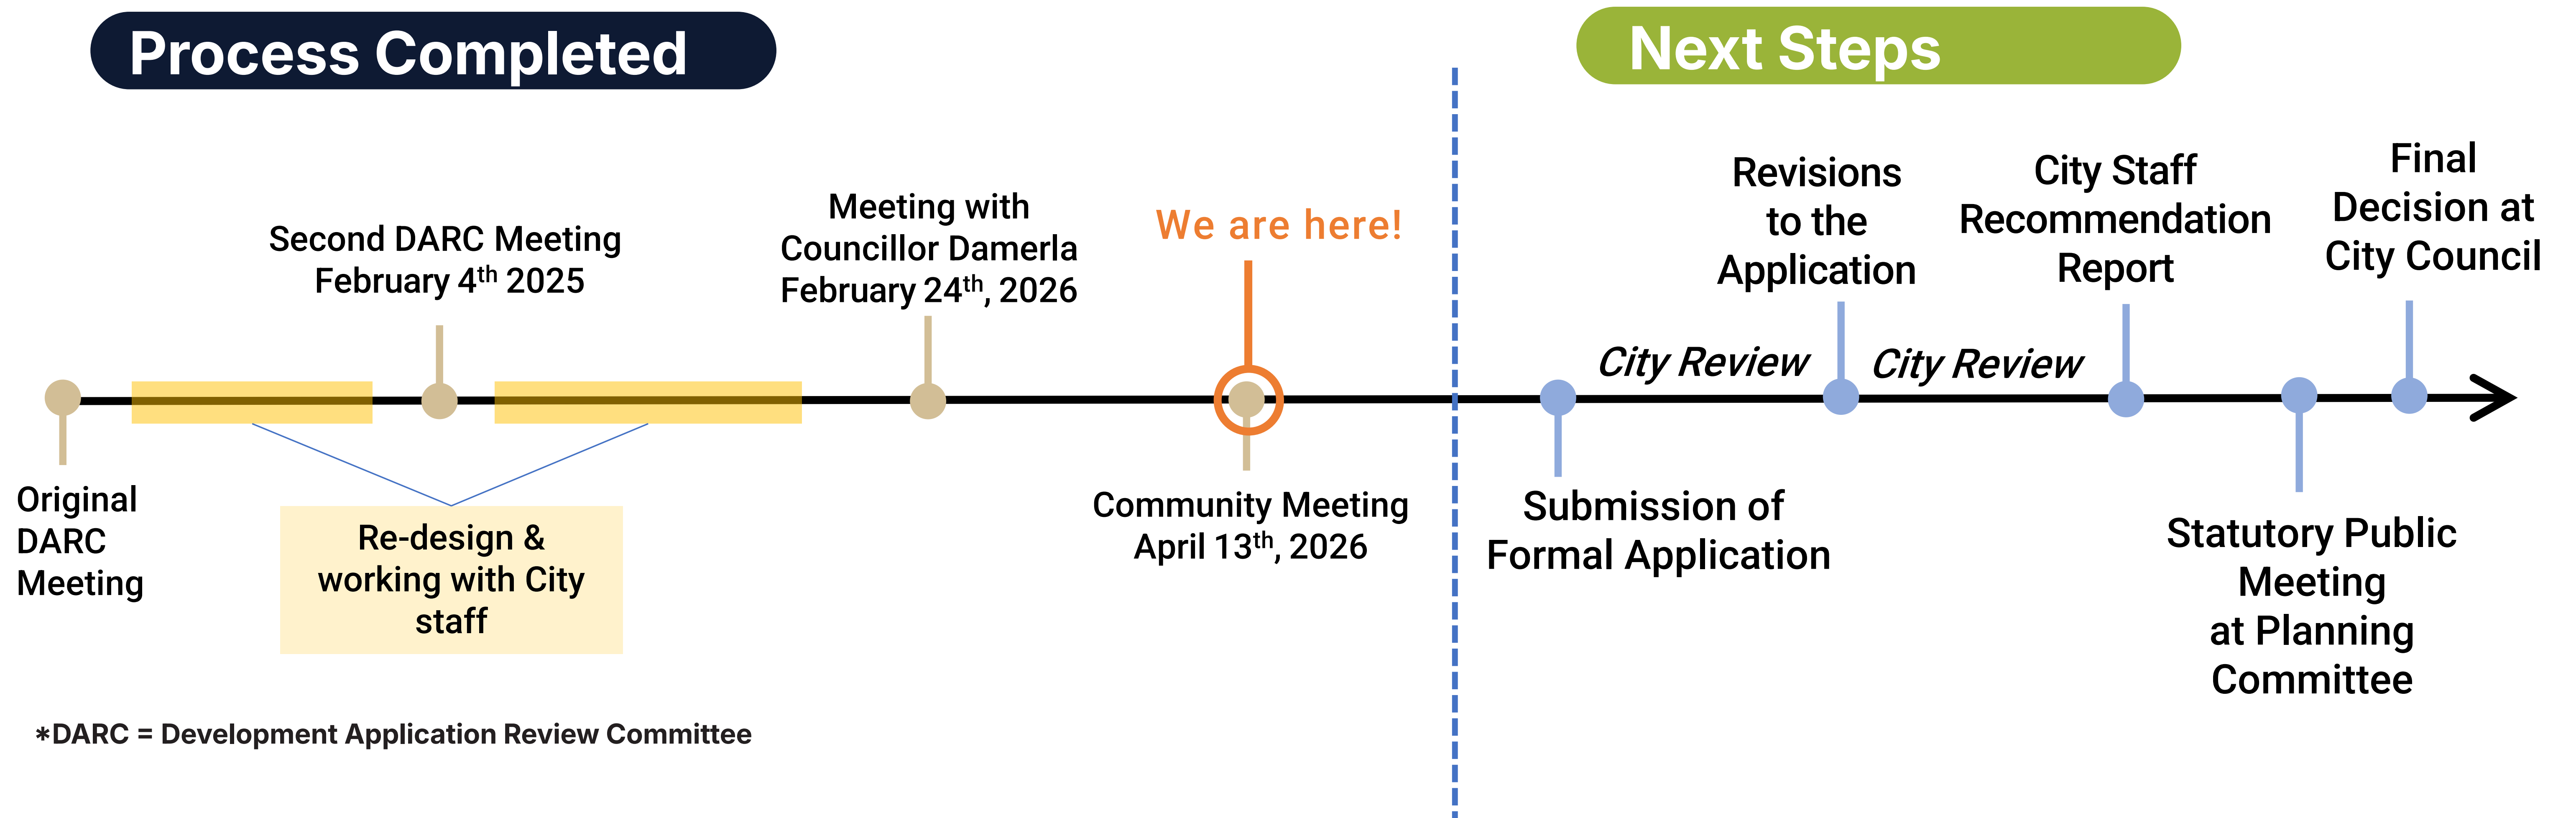 Process Completed
Next Steps
Original
DARC
Meeting
Second DARC Meeting
February 4th 2025
Re-design &
working with City
staff
Meeting with
Councillor Damerla
February 24th, 2026
We are here!
Community Meeting
April 13th, 2026
Submission of
Formal Application
City Review
Revisions
to the
Application
City Review
City Staff
Recommendation
Report
Statutory Public
Meeting
at Planning
Committee
Final
Decision at
City Council
*DARC = Development Application Review Committee